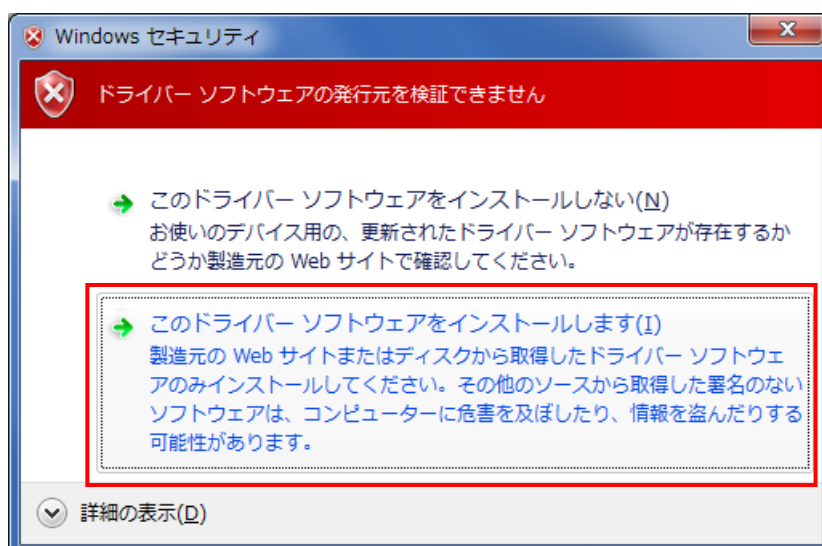 Windows セキュリティ
ドライバー ソフトウェアの発行元を検証できません
このドライバー ソフトウェアをインストールしない(N)
お使いのデバイス用の、更新されたドライバー ソフトウェアが存在するか
どうか製造元の Web サイトで確認してください。
このドライバー ソフトウェアをインストールします(I)
製造元の Web サイトまたはディスクから取得したドライバー ソフトウェ
アのみインストールしてください。その他のソースから取得した署名のない
ソフトウェアは、コンピューターに危害を及ぼしたり、情報を盗んだりする
可能性があります。
詳細の表示(D)